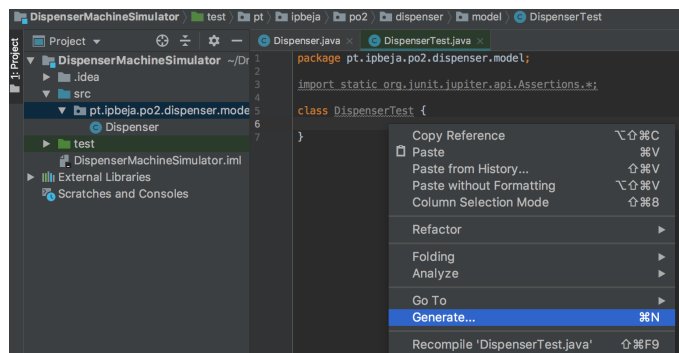 DispenserMachineSimulator test pt ipbeja po2 dispenser model DispenserTest
1: Project
Project
DispenserMachineSimulator ~/Dr
.idea
src
pt.ipbeja.po2.dispenser.mode
Dispenser
test
DispenserMachineSimulator.iml
External Libraries
Scratches and Consoles
Dispenser.java DispenserTest.java
1 package pt.ipbeja.po2.dispenser.model;
2
3 import static org.junit.jupiter.api.Assertions.*;
4
5 class DispenserTest {
6
7 }
Copy Reference ⌥⇧⌘C
Paste ⌘V
Paste from History... ⇧⌘V
Paste without Formatting ⌥⇧⌘V
Column Selection Mode ⇧⌘8
Refactor
Folding
Analyze
Go To
Generate... ⌘N
Recompile 'DispenserTest.java' ⇧⌘F9